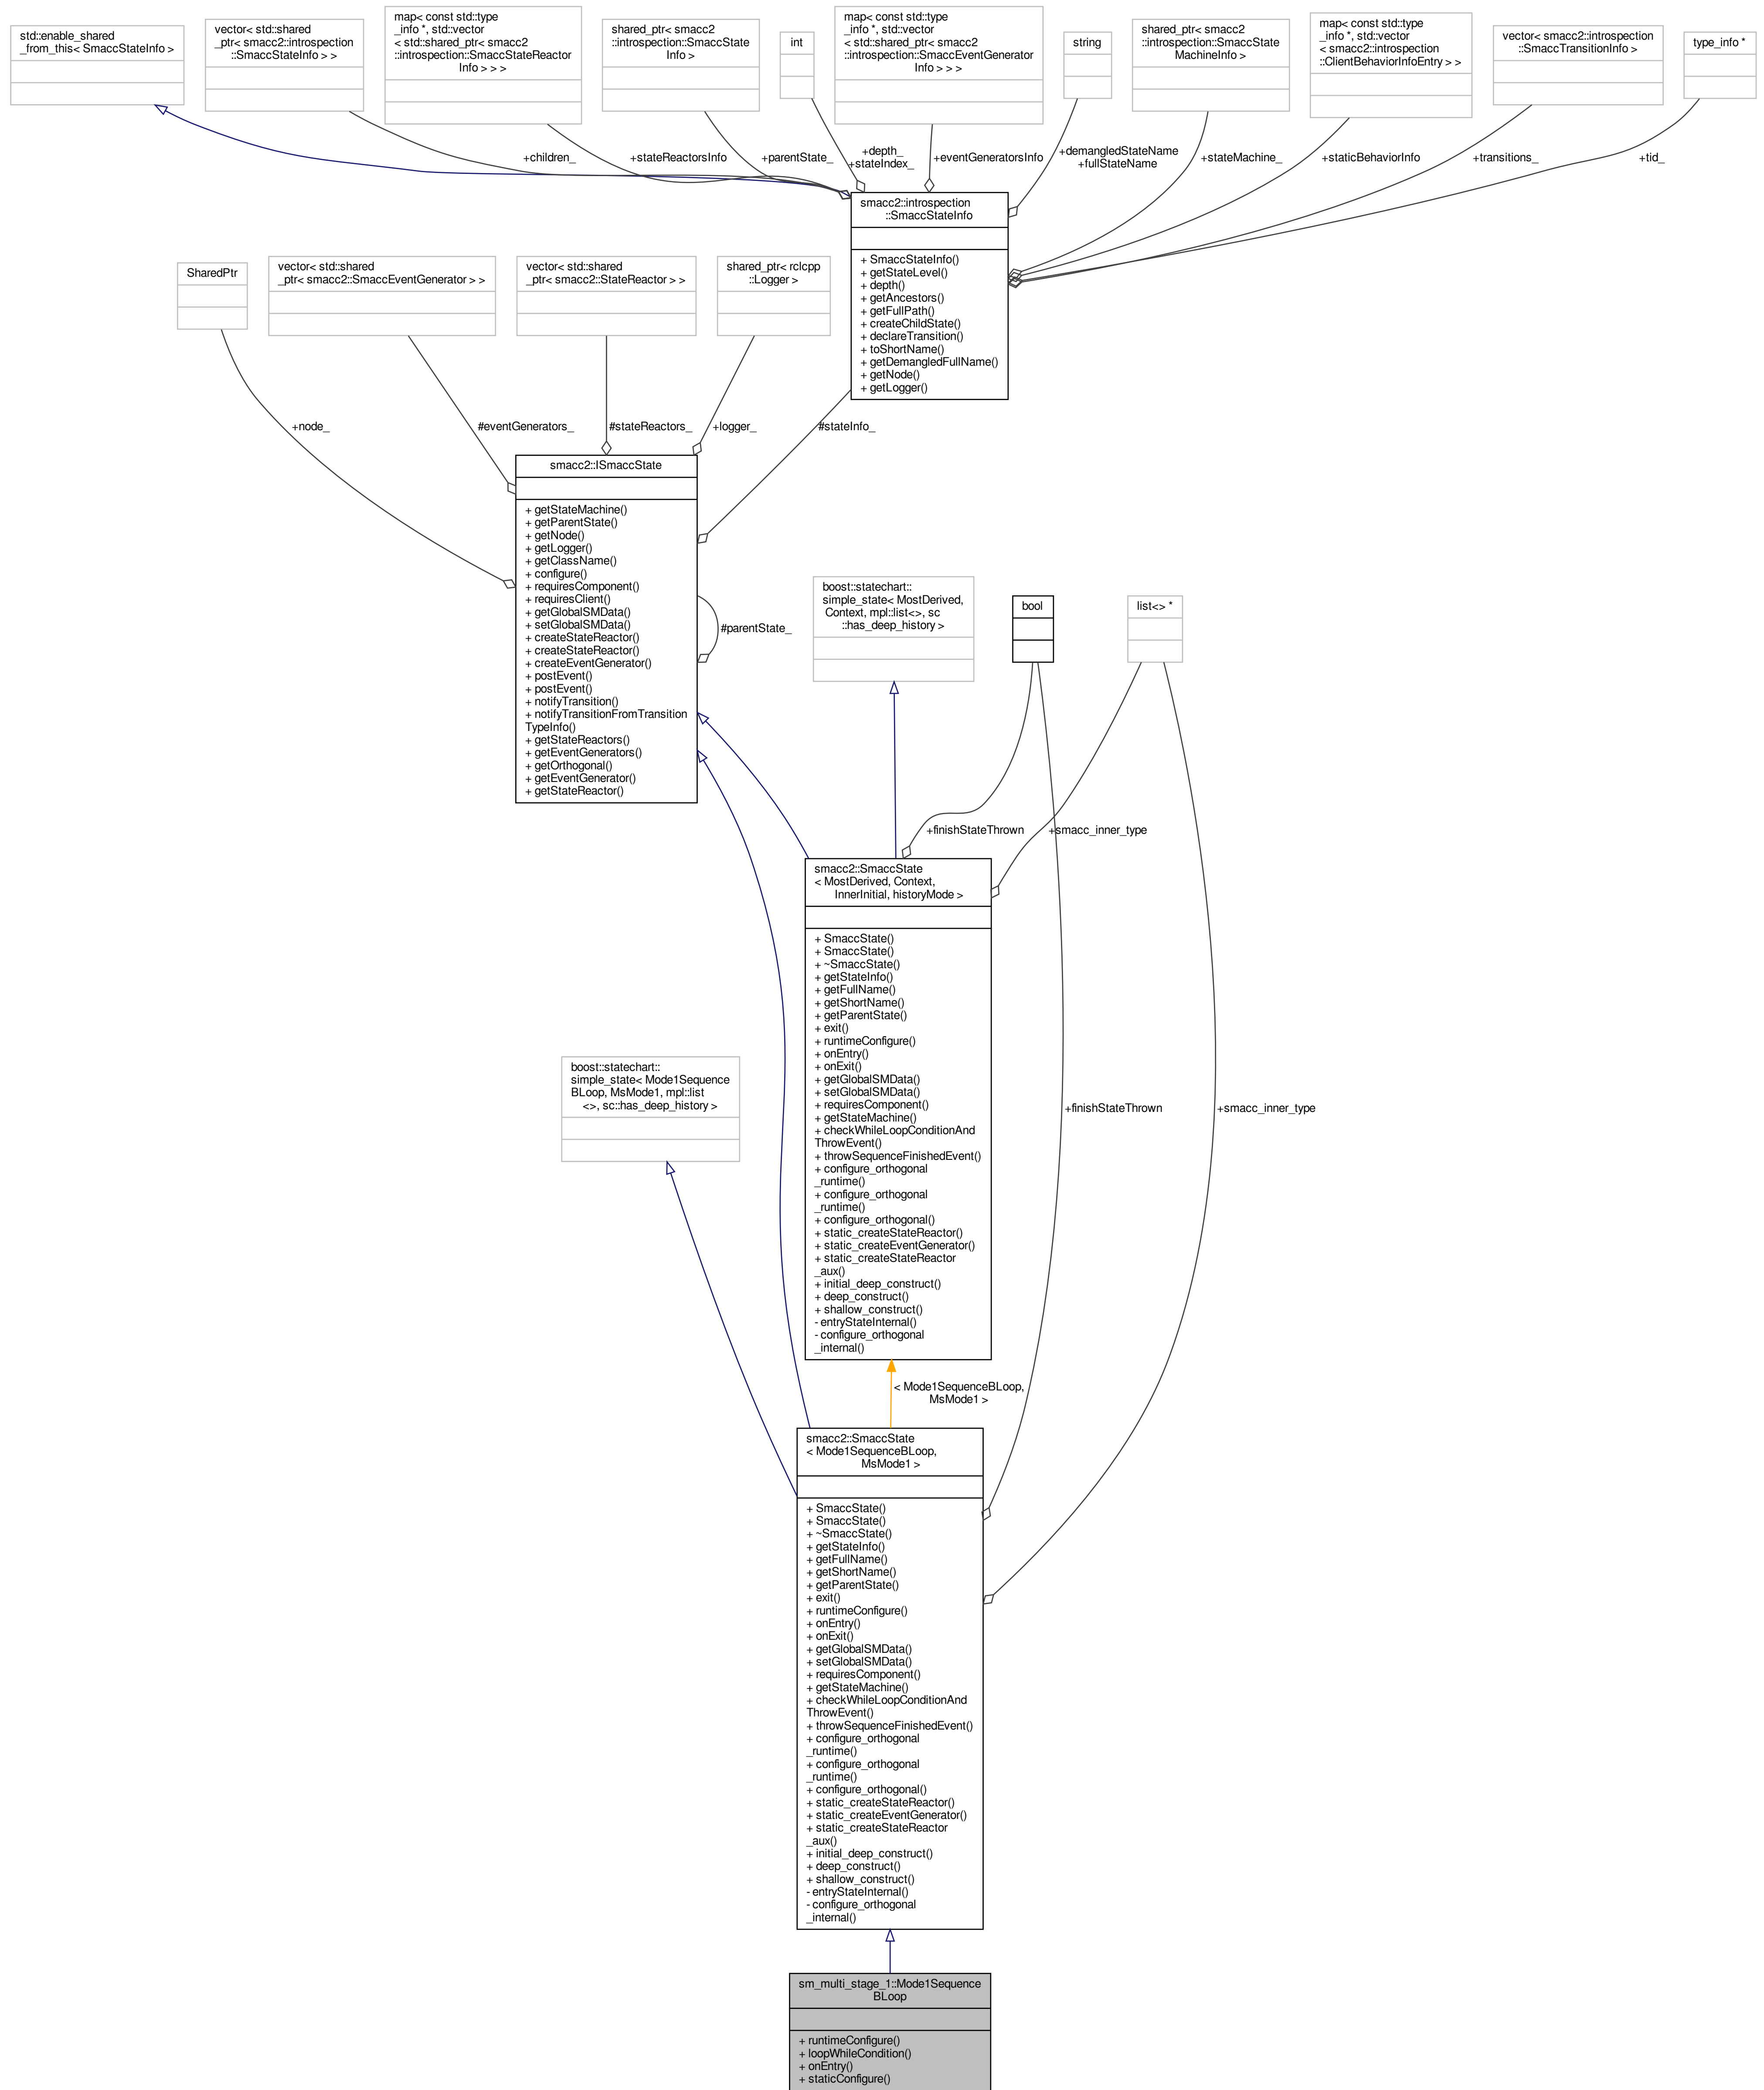 std::enable_shared
_from_this< SmaccStateInfo >
vector< std::shared
_ptr< smacc2::introspection
::SmaccStateInfo > >
map< const std::type
_info *, std::vector
< std::shared_ptr< smacc2
::introspection::SmaccStateReactor
Info > > >
shared_ptr< smacc2
::introspection::SmaccState
Info >
int
map< const std::type
_info *, std::vector
< std::shared_ptr< smacc2
::introspection::SmaccEventGenerator
Info > > >
string
shared_ptr< smacc2
::introspection::SmaccState
MachineInfo >
map< const std::type
_info *, std::vector
< smacc2::introspection
::ClientBehaviorInfoEntry > >
vector< smacc2::introspection
::SmaccTransitionInfo >
type_info *
+children_
+stateReactorsInfo
+parentState_
+depth_
+stateIndex_
+eventGeneratorsInfo
+demangledStateName
+fullStateName
+stateMachine_
+staticBehaviorInfo
+transitions_
+tid_
smacc2::introspection
::SmaccStateInfo
+ SmaccStateInfo()
+ getStateLevel()
+ depth()
+ getAncestors()
+ getFullPath()
+ createChildState()
+ declareTransition()
+ toShortName()
+ getDemangledFullName()
+ getNode()
+ getLogger()
SharedPtr
vector< std::shared
_ptr< smacc2::SmaccEventGenerator > >
vector< std::shared
_ptr< smacc2::StateReactor > >
shared_ptr< rclcpp
::Logger >
+node_
#eventGenerators_
#stateReactors_
+logger_
#stateInfo_
smacc2::ISmaccState
+ getStateMachine()
+ getParentState()
+ getNode()
+ getLogger()
+ getClassName()
+ configure()
+ requiresComponent()
+ requiresClient()
+ getGlobalSMData()
+ setGlobalSMData()
+ createStateReactor()
+ createStateReactor()
+ createEventGenerator()
+ postEvent()
+ postEvent()
+ notifyTransition()
+ notifyTransitionFromTransition
TypeInfo()
+ getStateReactors()
+ getEventGenerators()
+ getOrthogonal()
+ getEventGenerator()
+ getStateReactor()
#parentState_
boost::statechart::
simple_state< MostDerived,
Context, mpl::list<>, sc
::has_deep_history >
bool
list<> *
+finishStateThrown
+smacc_inner_type
smacc2::SmaccState
< MostDerived, Context,
InnerInitial, historyMode >
+ SmaccState()
+ SmaccState()
+ ~SmaccState()
+ getStateInfo()
+ getFullName()
+ getShortName()
+ getParentState()
+ exit()
+ runtimeConfigure()
+ onEntry()
+ onExit()
+ getGlobalSMData()
+ setGlobalSMData()
+ requiresComponent()
+ getStateMachine()
+ checkWhileLoopConditionAnd
ThrowEvent()
+ throwSequenceFinishedEvent()
+ configure_orthogonal
_runtime()
+ configure_orthogonal
_runtime()
+ configure_orthogonal()
+ static_createStateReactor()
+ static_createEventGenerator()
+ static_createStateReactor
_aux()
+ initial_deep_construct()
+ deep_construct()
+ shallow_construct()
- entryStateInternal()
- configure_orthogonal
_internal()
boost::statechart::
simple_state< Mode1Sequence
BLoop, MsMode1, mpl::list
<>, sc::has_deep_history >
+finishStateThrown
+smacc_inner_type
< Mode1SequenceBLoop,
MsMode1 >
smacc2::SmaccState
< Mode1SequenceBLoop,
MsMode1 >
+ SmaccState()
+ SmaccState()
+ ~SmaccState()
+ getStateInfo()
+ getFullName()
+ getShortName()
+ getParentState()
+ exit()
+ runtimeConfigure()
+ onEntry()
+ onExit()
+ getGlobalSMData()
+ setGlobalSMData()
+ requiresComponent()
+ getStateMachine()
+ checkWhileLoopConditionAnd
ThrowEvent()
+ throwSequenceFinishedEvent()
+ configure_orthogonal
_runtime()
+ configure_orthogonal
_runtime()
+ configure_orthogonal()
+ static_createStateReactor()
+ static_createEventGenerator()
+ static_createStateReactor
_aux()
+ initial_deep_construct()
+ deep_construct()
+ shallow_construct()
- entryStateInternal()
- configure_orthogonal
_internal()
sm_multi_stage_1::Mode1Sequence
BLoop
+ runtimeConfigure()
+ loopWhileCondition()
+ onEntry()
+ staticConfigure()